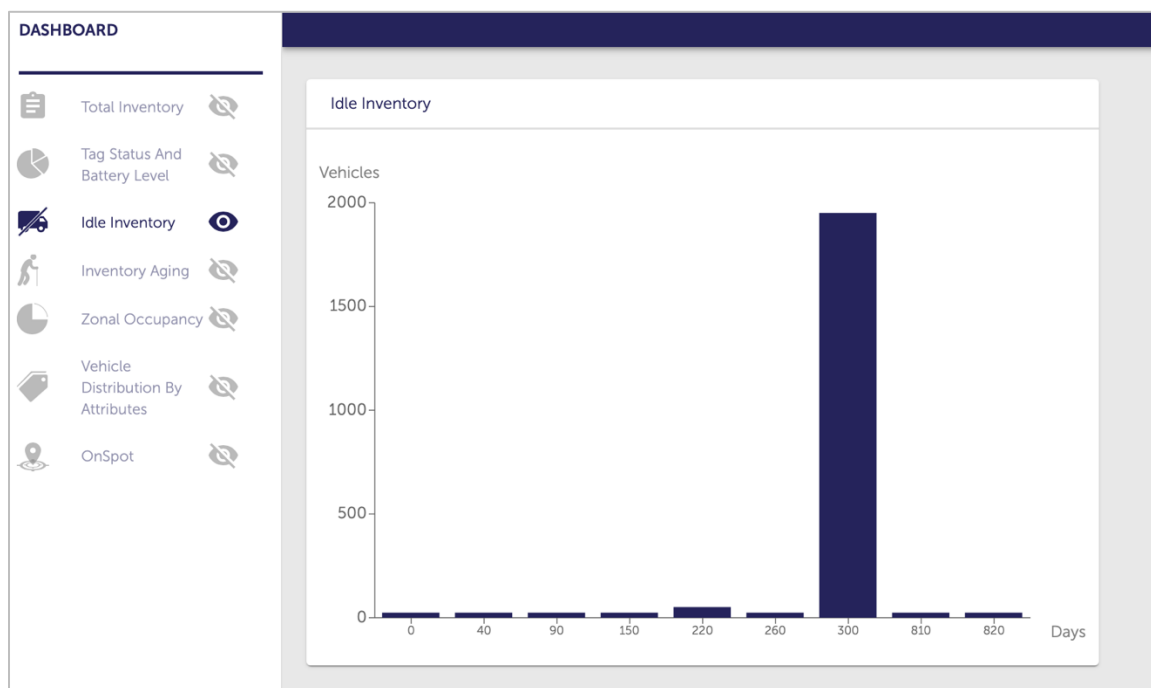 DASHBOARD
Total Inventory
Tag Status And
Battery Level
Idle Inventory
Inventory Aging
Zonal Occupancy
Vehicle
Distribution By
Attributes
OnSpot
Idle Inventory
Vehicles
2000
1500
1000
500
0
0 40 90 150 220 260 300 810 820 Days